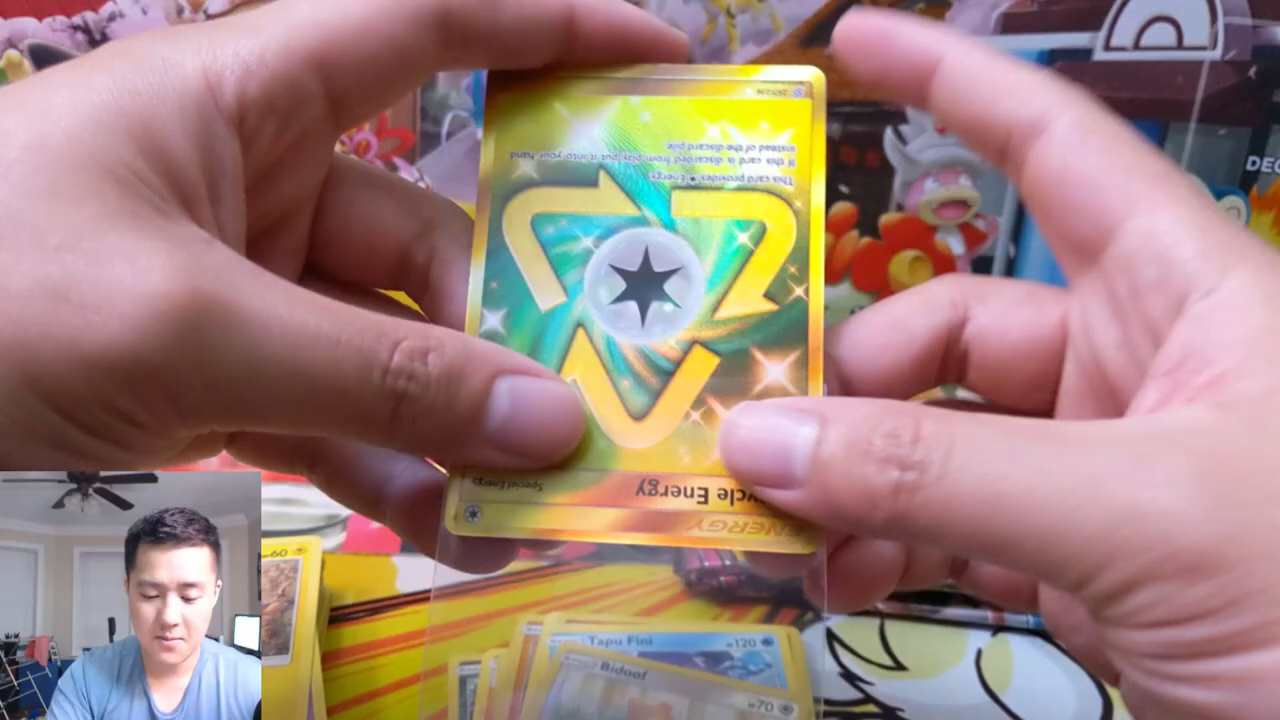 This card provides Energy.
If this card is discarded from play, put it into your hand
instead of the discard pile.
cycle Energy
Special Energy
ENERGY
Tapu Fini 120
Bidoof
70
60
DEC